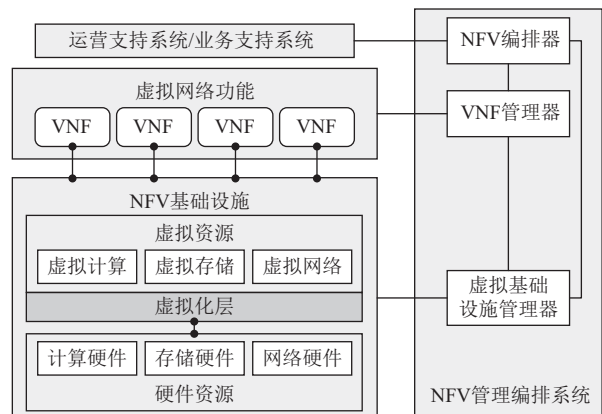 运营支持系统/业务支持系统
NFV编排器
虚拟网络功能
VNF
VNF
VNF
VNF
VNF管理器
NFV基础设施
虚拟资源
虚拟计算
虚拟存储
虚拟网络
虚拟化层
虚拟基础
设施管理器
计算硬件
存储硬件
网络硬件
硬件资源
NFV管理编排系统